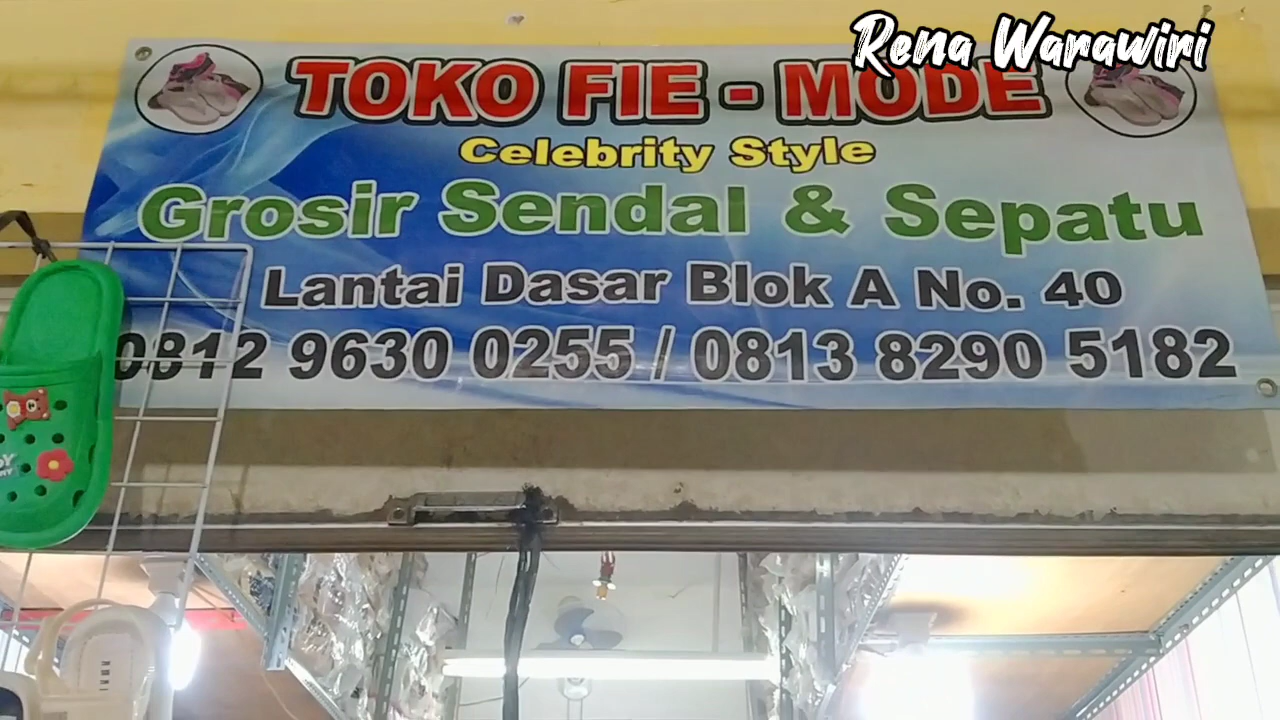 Rena Warawiri
TOKO FIE - MODE
Celebrity Style
Grosir Sendal & Sepatu
Lantai Dasar Blok A No. 40
0812 9630 0255 / 0813 8290 5182